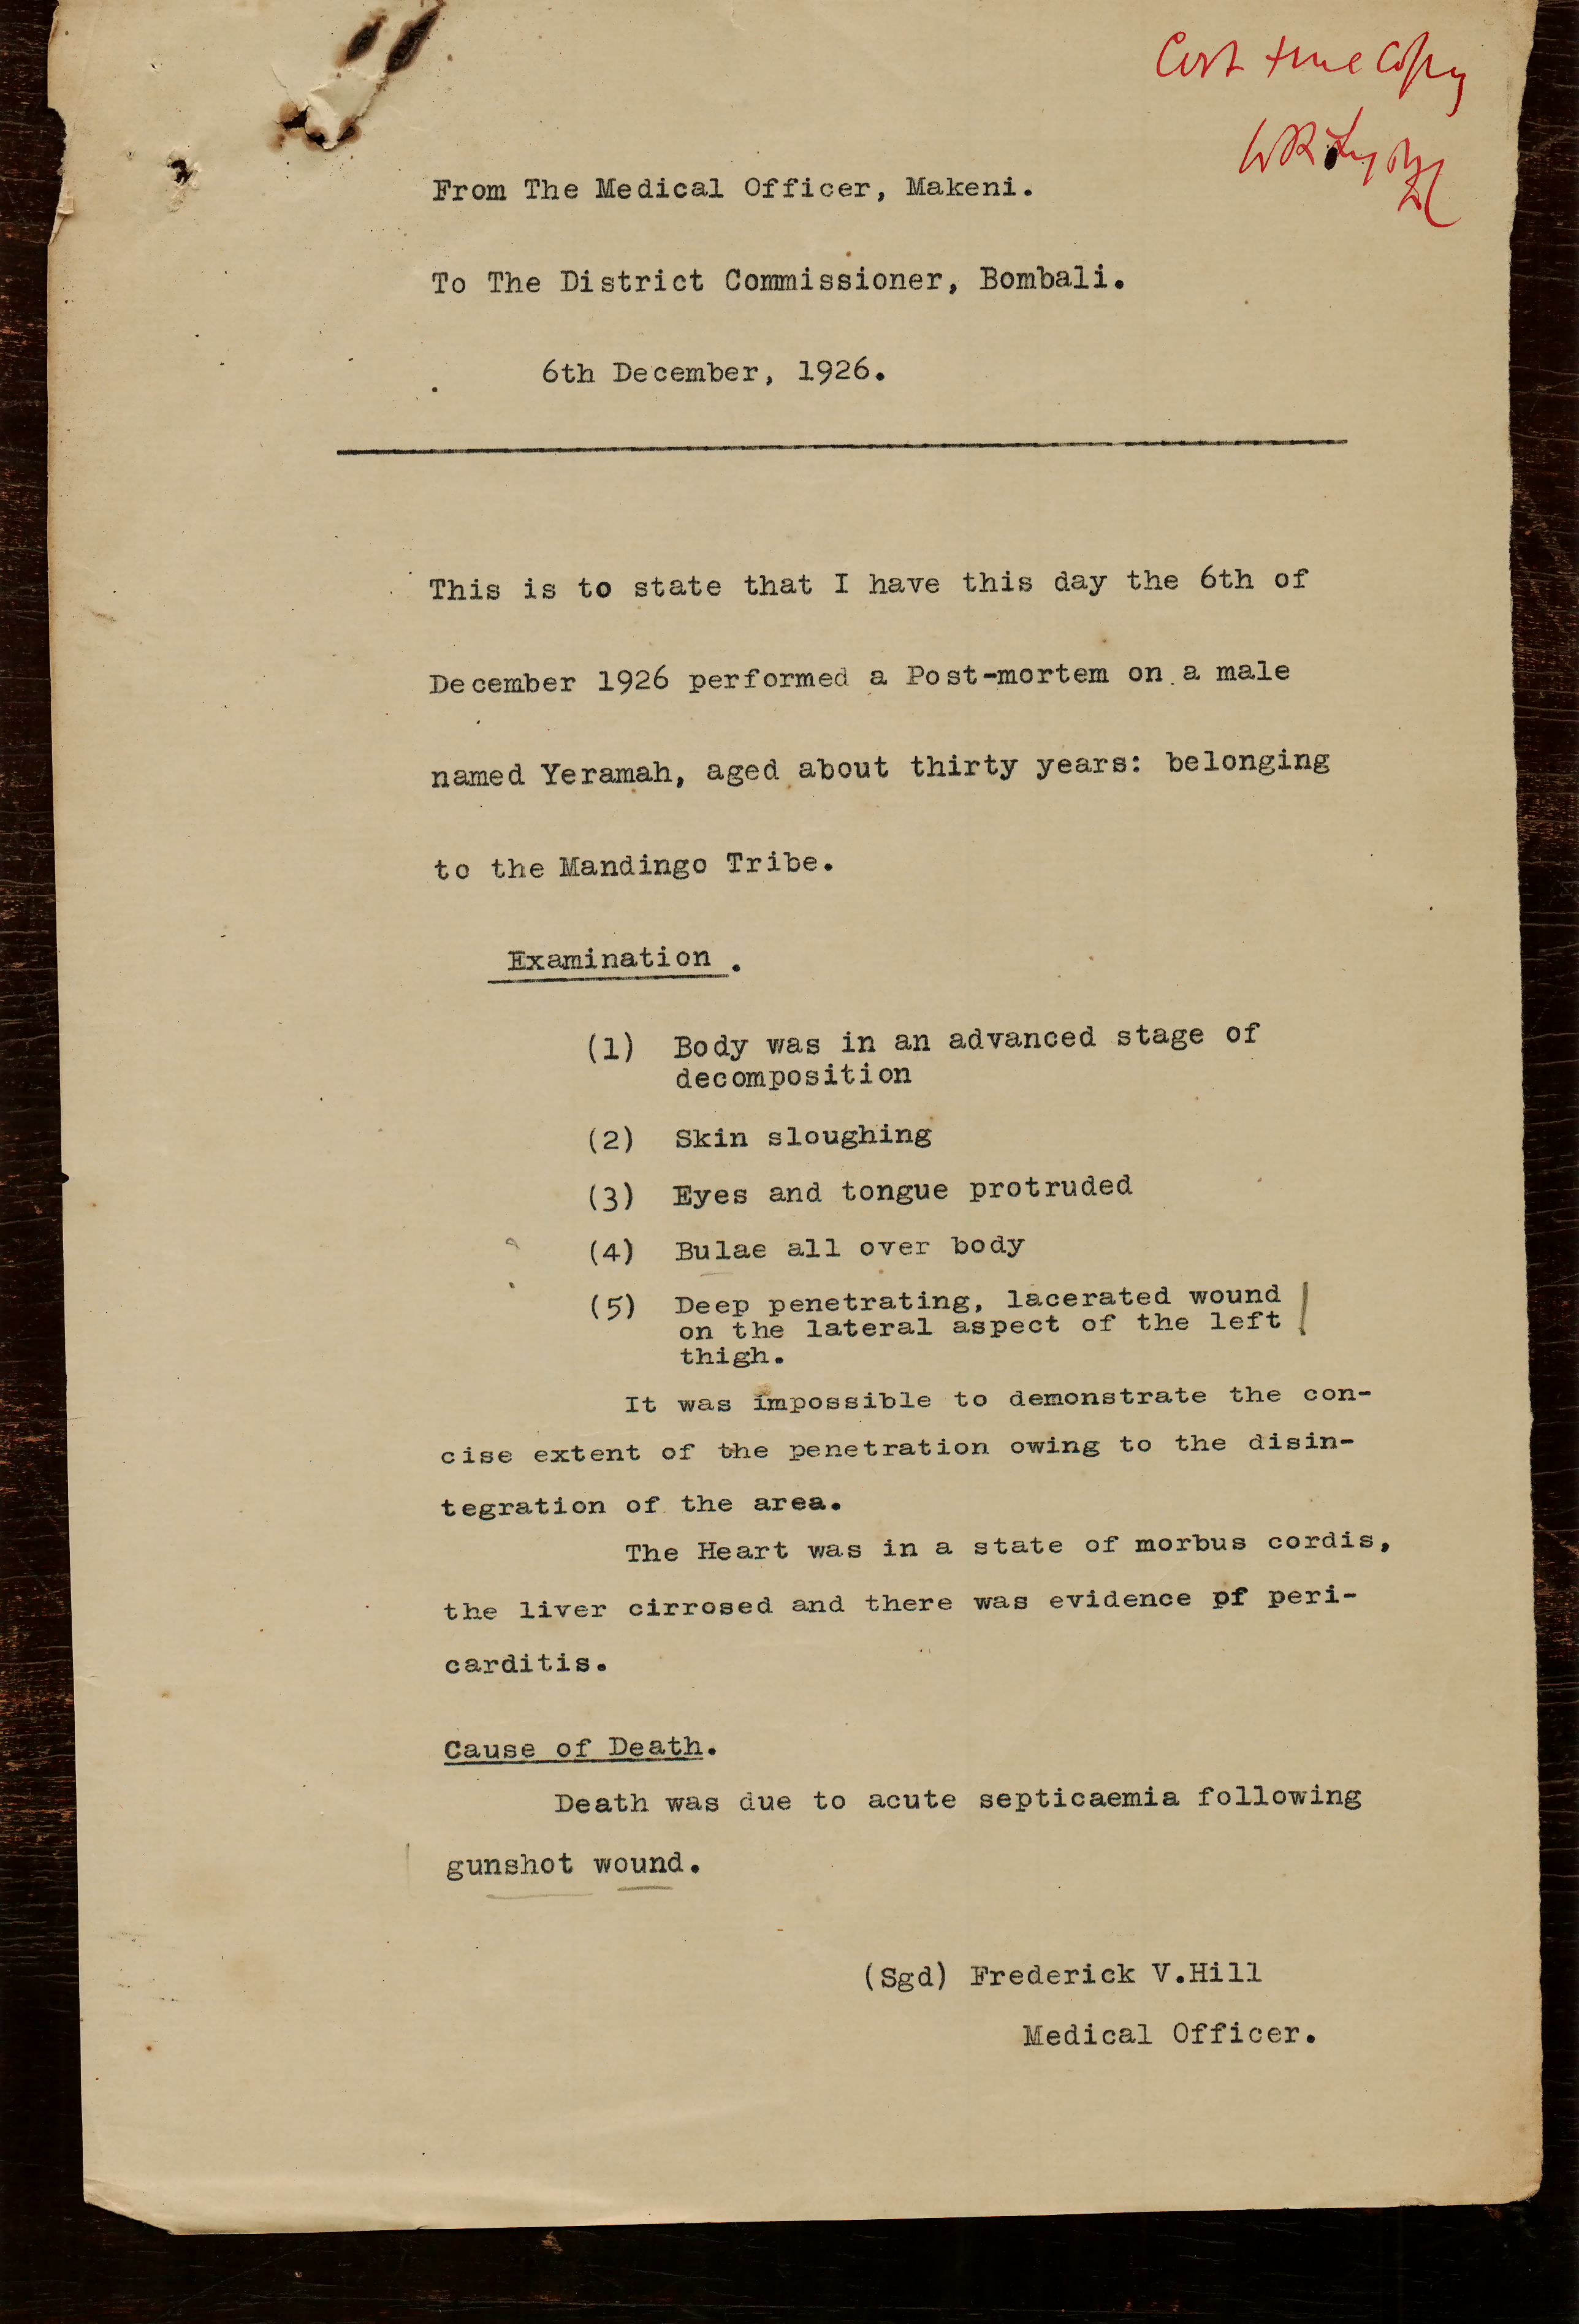 Cert true Copy
From The Medical Officer, Makeni.
To The District Commissioner, Bombali.
6th December, 1926.
This is to state that I have this day the 6th of
December 1926 performed a Post-mortem on a male
named Yeramah, aged about thirty years: belonging
to the Mandingo Tribe.
Examination .
(1) Body was in an advanced stage of
decomposition
(2) Skin sloughing
(3) Eyes and tongue protruded
(4) Bulae all over body
(5) Deep penetrating, lacerated wound
on the lateral aspect of the left
thigh.
It was impossible to demonstrate the con-
cise extent of the penetration owing to the disin-
tegration of the area.
The Heart was in a state of morbus cordis,
the liver cirrosed and there was evidence pf peri-
carditis.
Cause of Death.
Death was due to acute septicaemia following
gunshot wound.
(Sgd) Frederick V.Hill
Medical Officer.